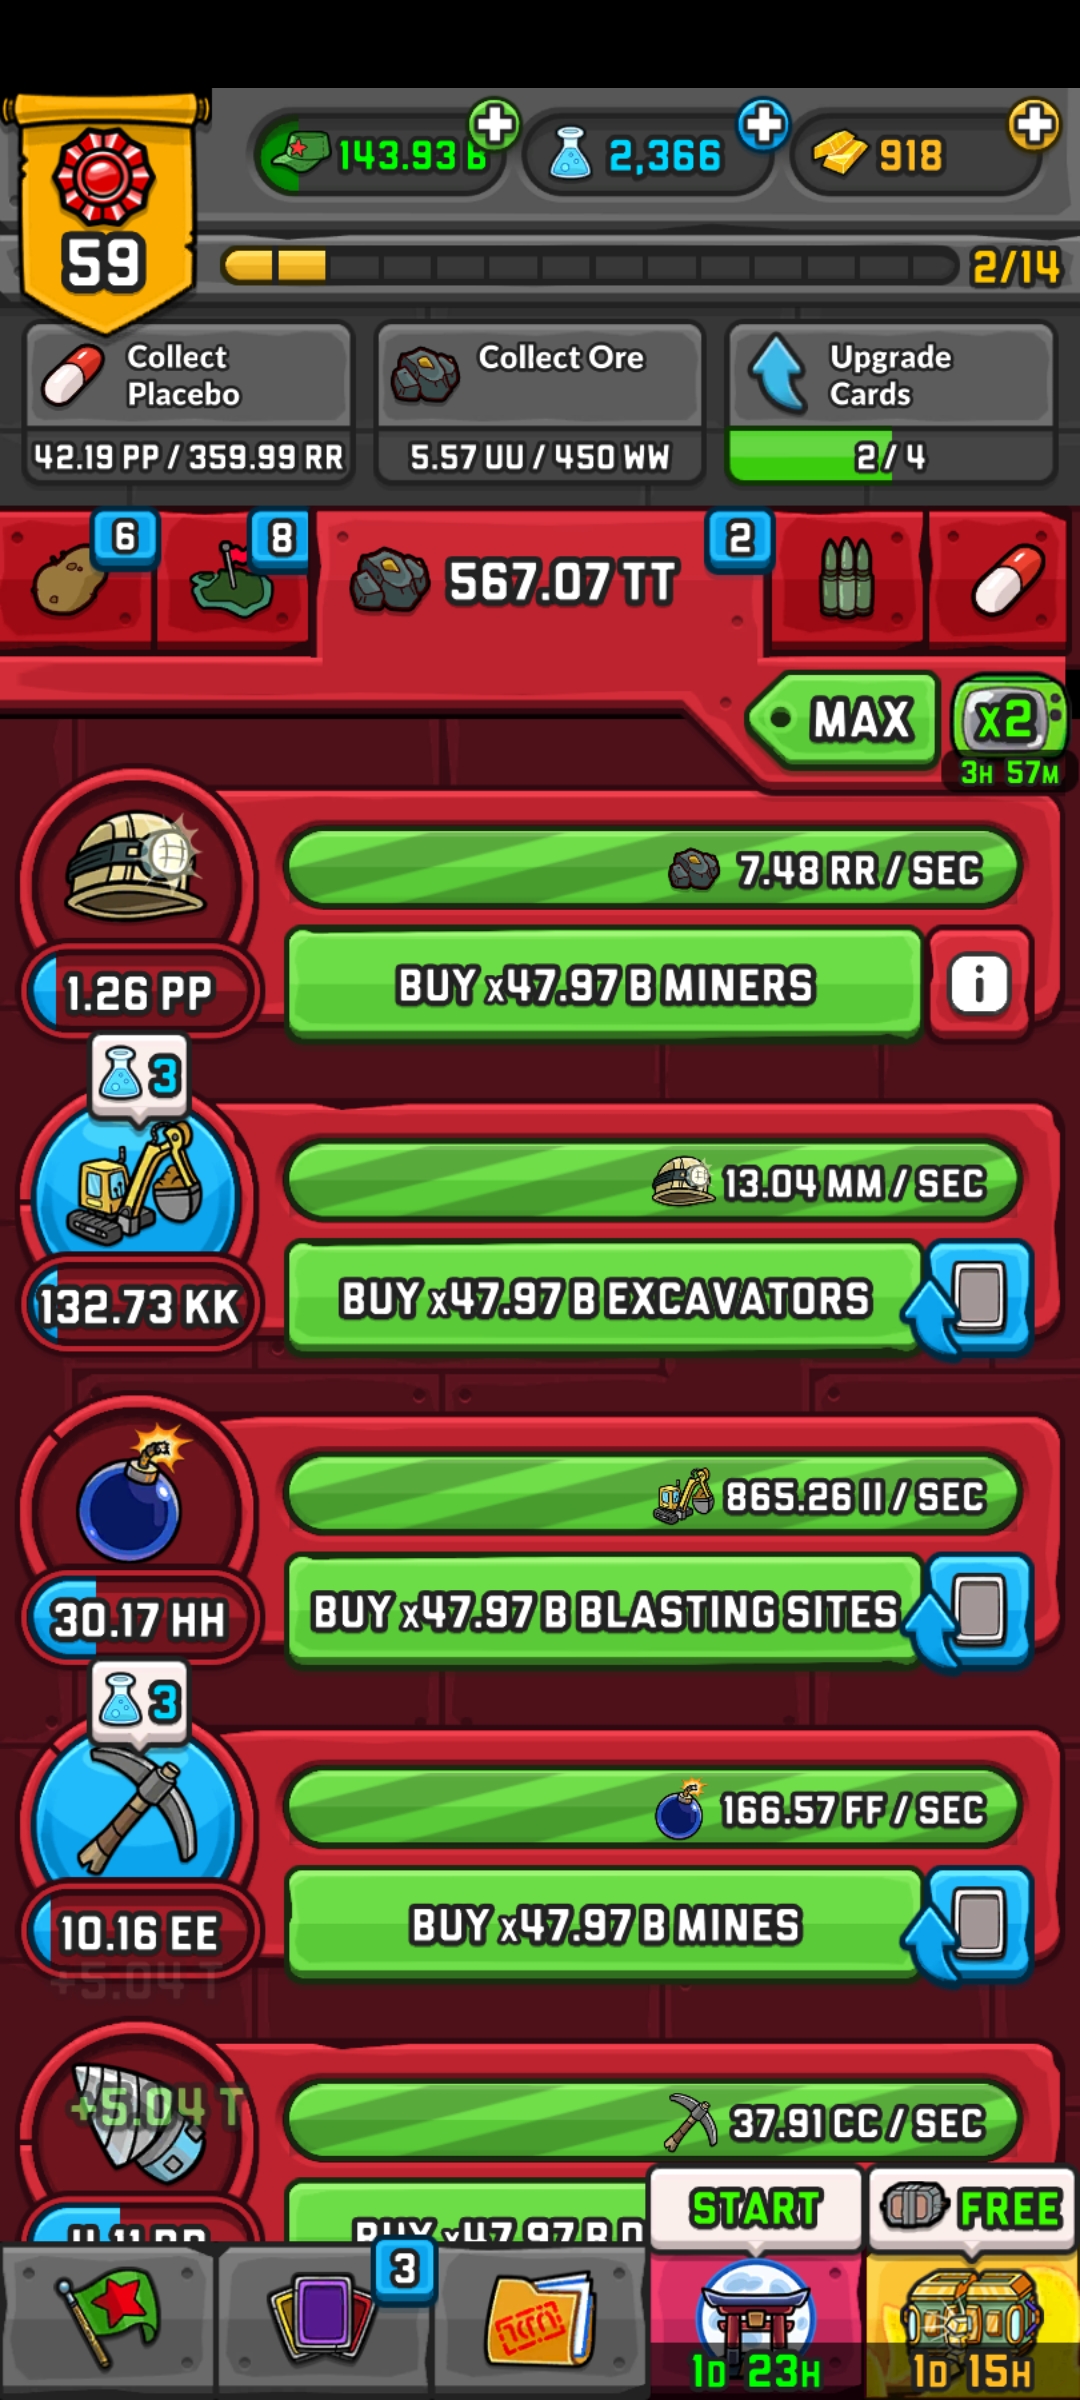 143.93 B
2,366
918
59
2/14
Collect Placebo
42.19 PP / 359.99 RR
Collect Ore
5.57 UU / 450 WW
Upgrade Cards
2 / 4
6
8
567.07 TT
2
MAX
x2
3H 57M
7.48 RR / SEC
1.26 PP
BUY x47.97 B MINERS
i
3
13.04 MM / SEC
132.73 KK
BUY x47.97 B EXCAVATORS
865.26 II / SEC
30.17 HH
BUY x47.97 B BLASTING SITES
3
166.57 FF / SEC
10.16 EE
BUY x47.97 B MINES
+5.04 T
+5.04 T
37.91 CC / SEC
BUY x47.97 B
START
FREE
3
1D 23H
1D 15H